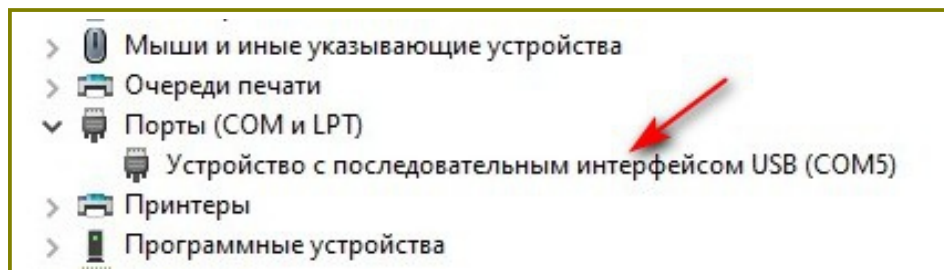 Мыши и иные указывающие устройства
Очереди печати
Порты (COM и LPT)
Устройство с последовательным интерфейсом USB (COM5)
Принтеры
Программные устройства